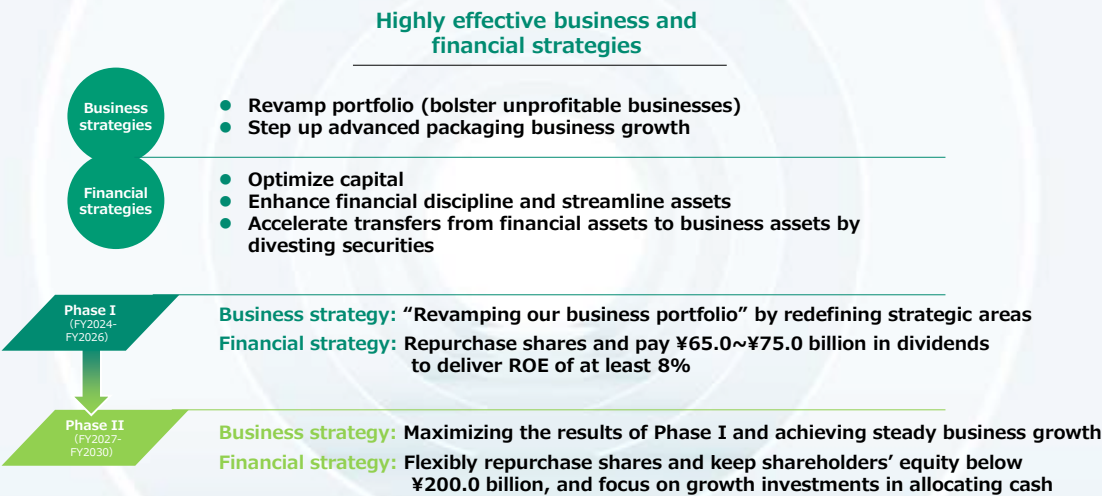 Highly effective business and
financial strategies
Business
strategies
● Revamp portfolio (bolster unprofitable businesses)
● Step up advanced packaging business growth
Financial
strategies
● Optimize capital
● Enhance financial discipline and streamline assets
● Accelerate transfers from financial assets to business assets by
divesting securities
Phase I
(FY2024-
FY2026)
Business strategy: “Revamping our business portfolio” by redefining strategic areas
Financial strategy: Repurchase shares and pay ¥65.0~¥75.0 billion in dividends
to deliver ROE of at least 8%
Phase II
(FY2027-
FY2030)
Business strategy: Maximizing the results of Phase I and achieving steady business growth
Financial strategy: Flexibly repurchase shares and keep shareholders’ equity below
¥200.0 billion, and focus on growth investments in allocating cash